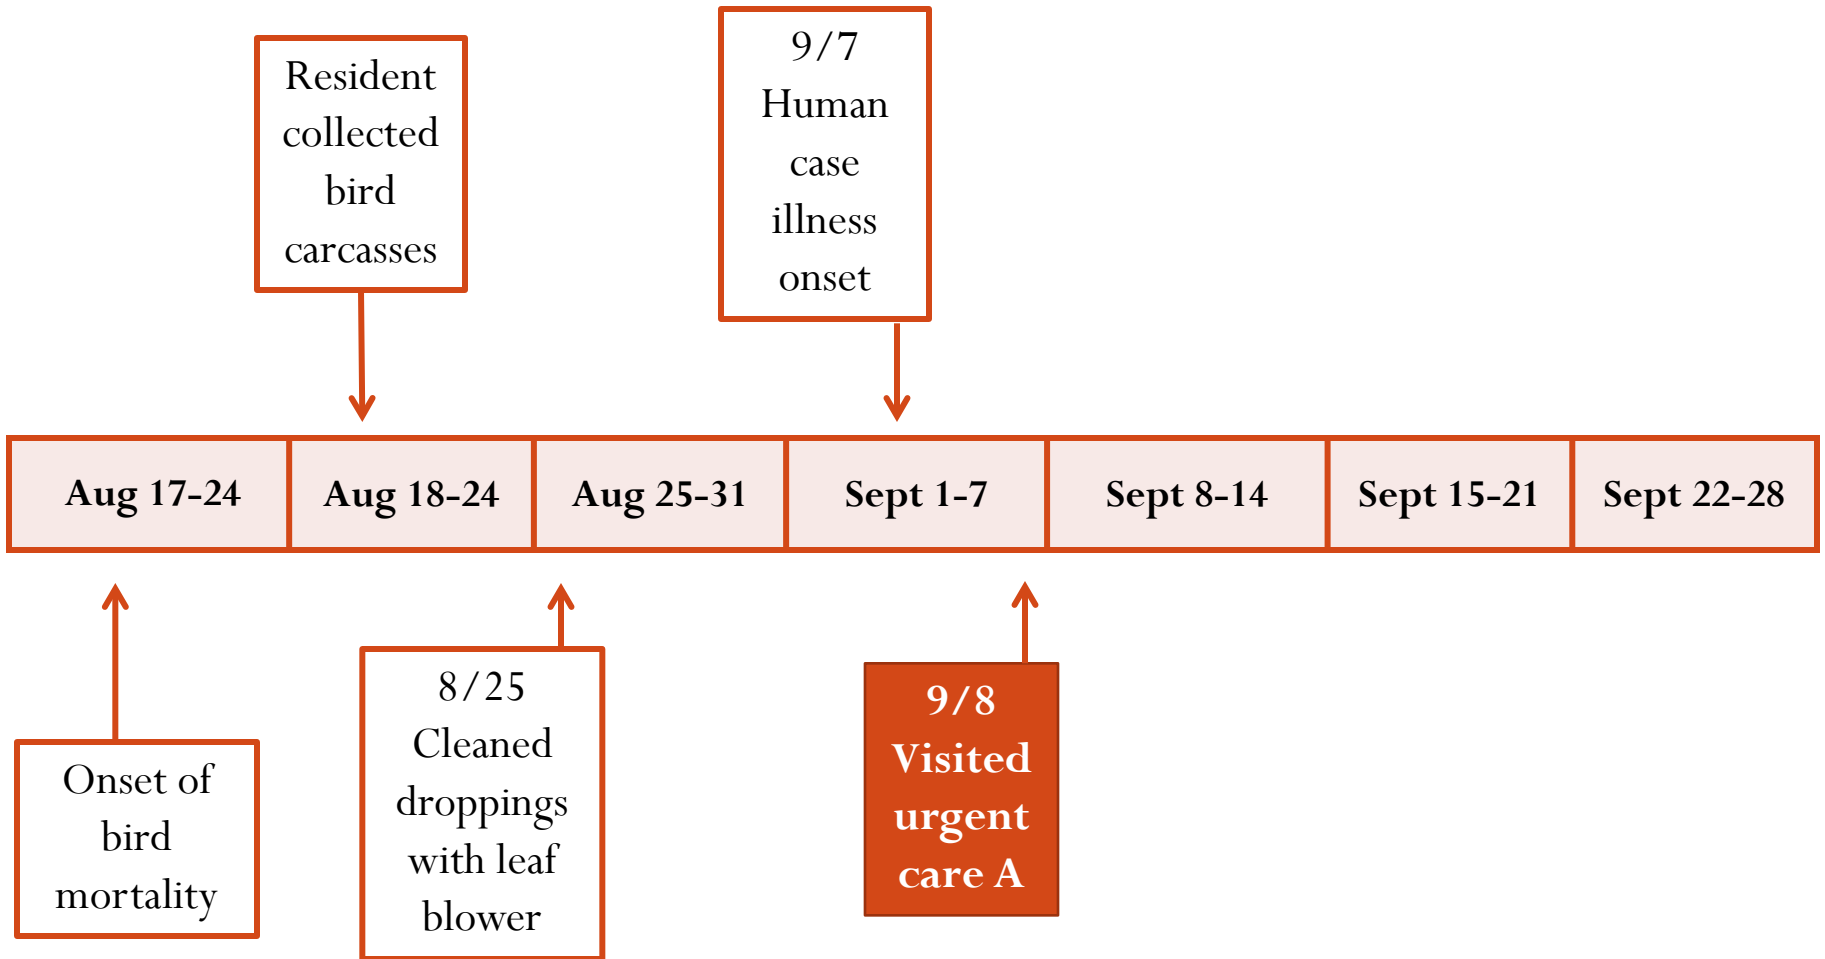 Resident
collected
bird
carcasses
9/7
Human
case
illness
onset
Aug 17-24
Aug 18-24
Aug 25-31
Sept 1-7
Sept 8-14
Sept 15-21
Sept 22-28
Onset of
bird
mortality
8/25
Cleaned
droppings
with leaf
blower
9/8
Visited
urgent
care A